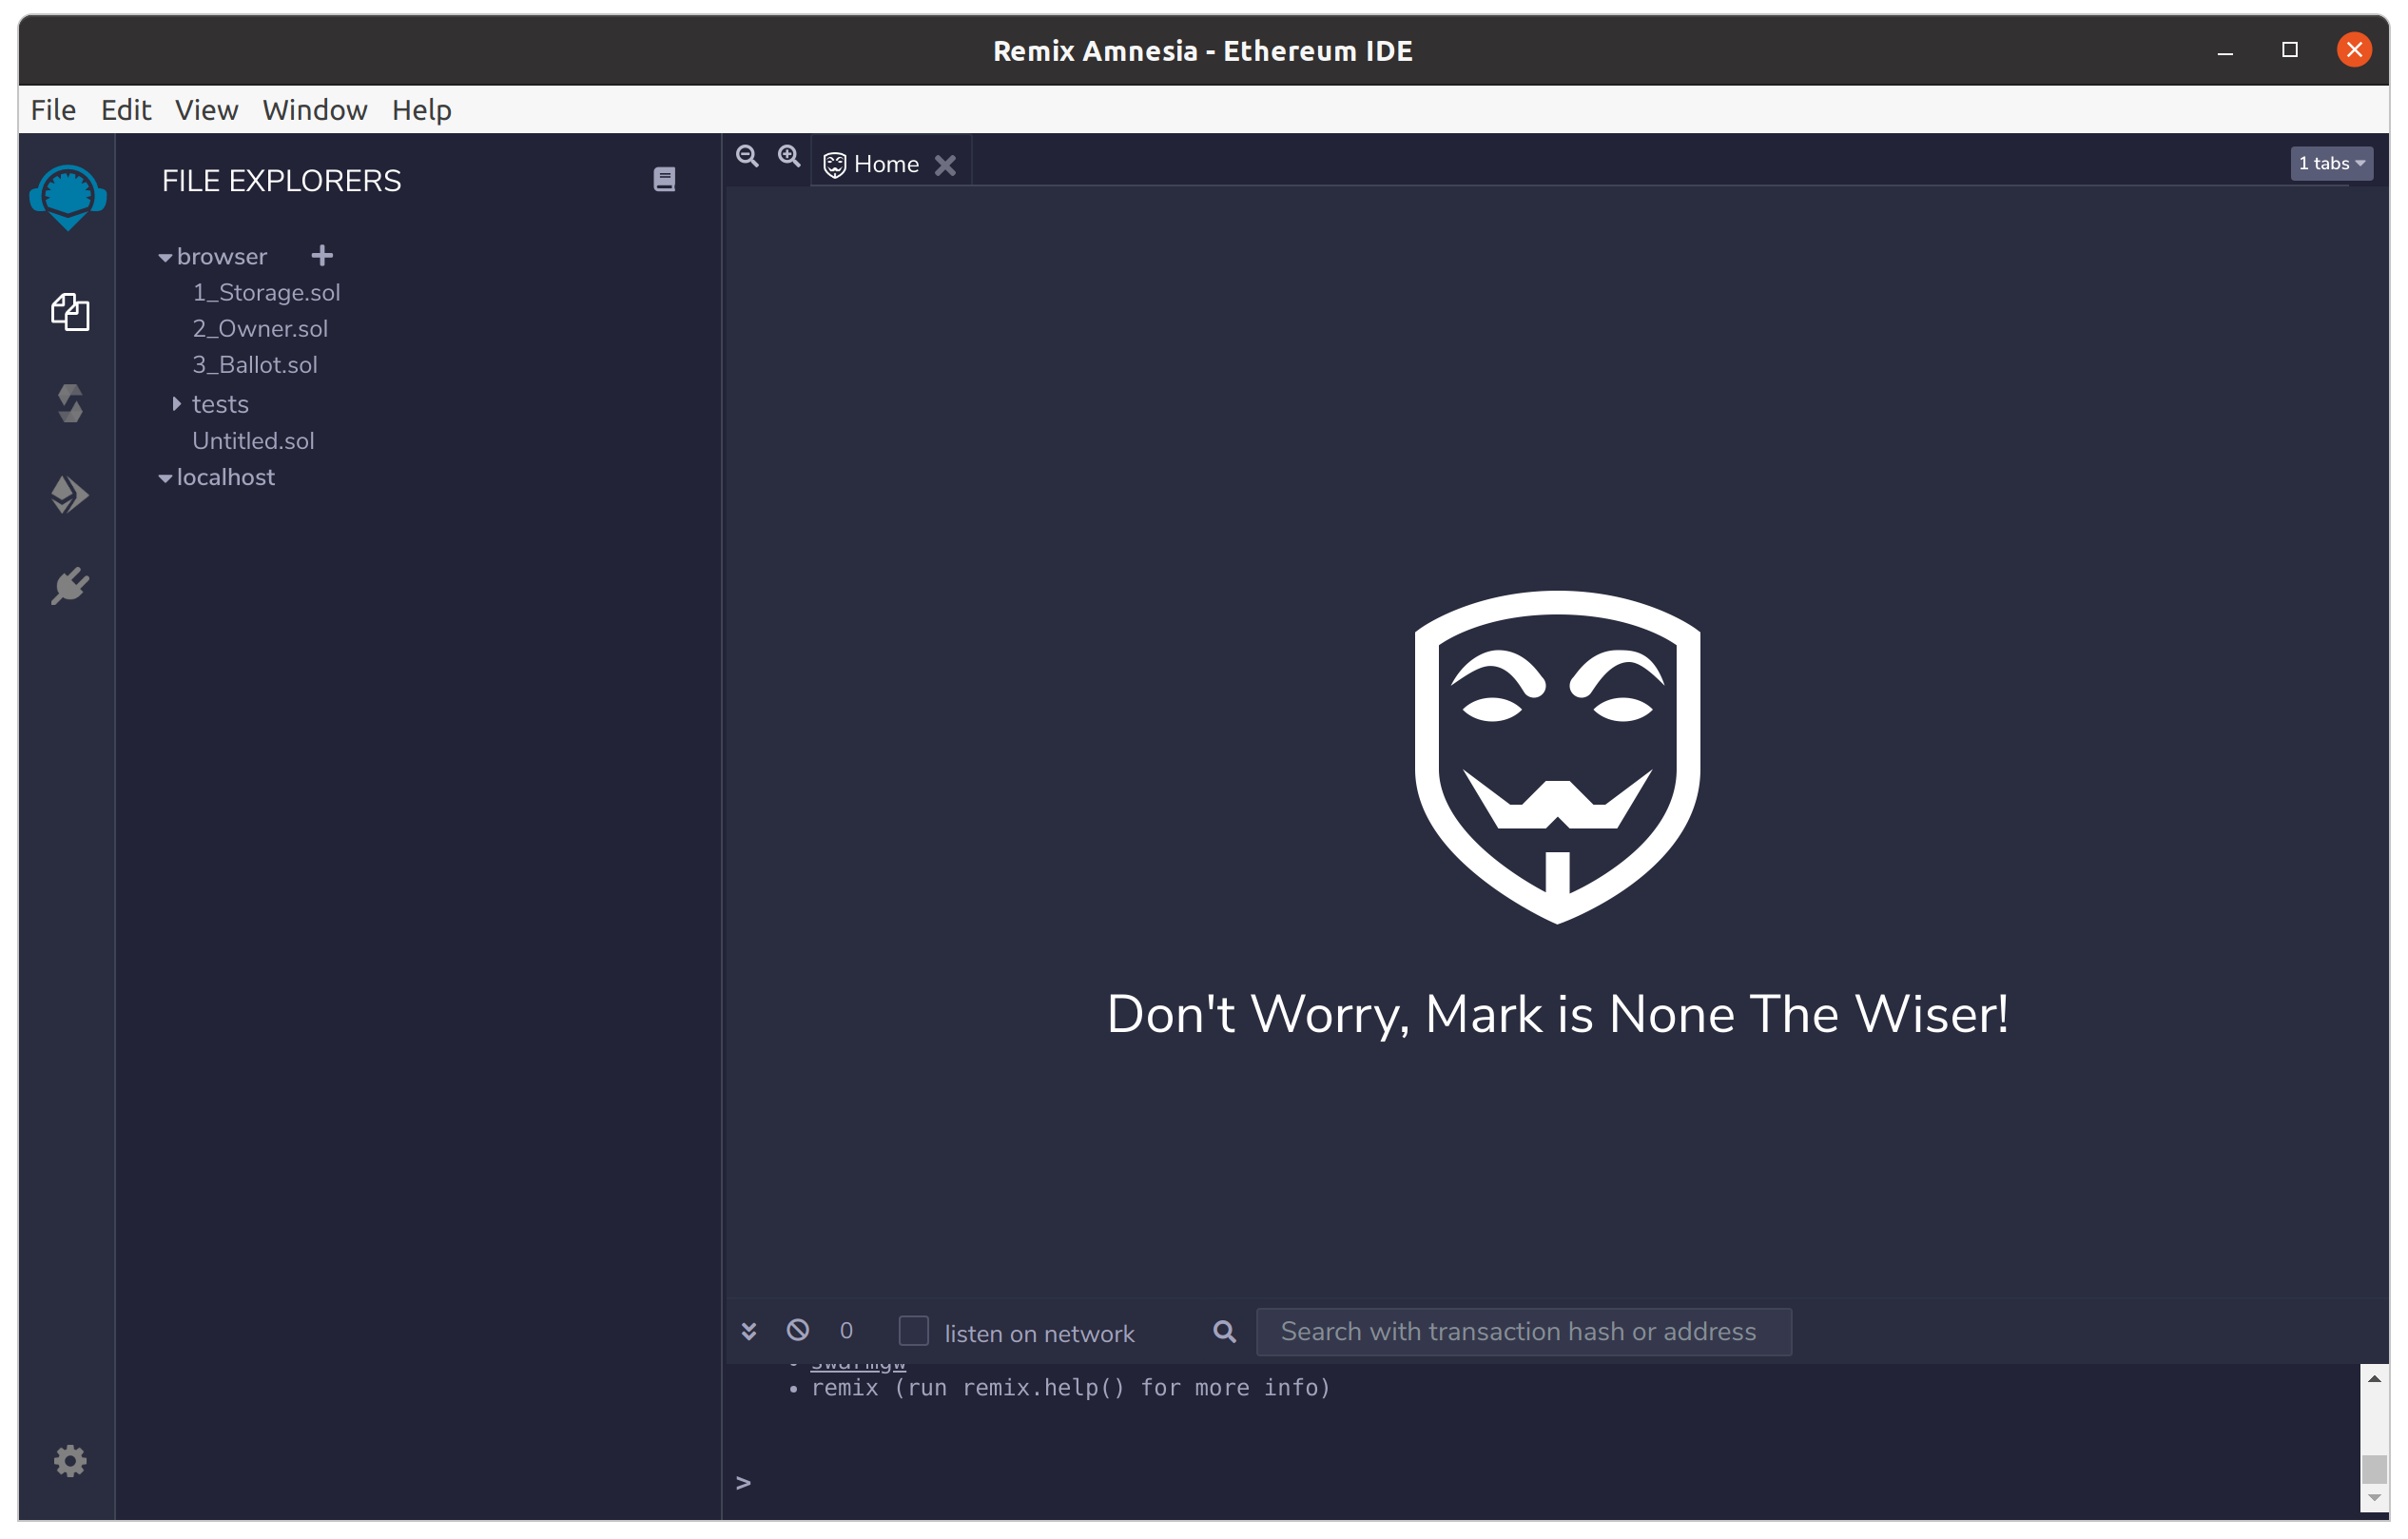 Remix Amnesia - Ethereum IDE
File Edit View Window Help
FILE EXPLORERS
browser
1_Storage.sol
2_Owner.sol
3_Ballot.sol
tests
Untitled.sol
localhost
Home
1 tabs
Don't Worry, Mark is None The Wiser!
0 listen on network Search with transaction hash or address
swarmgw
remix (run remix.help() for more info)
>